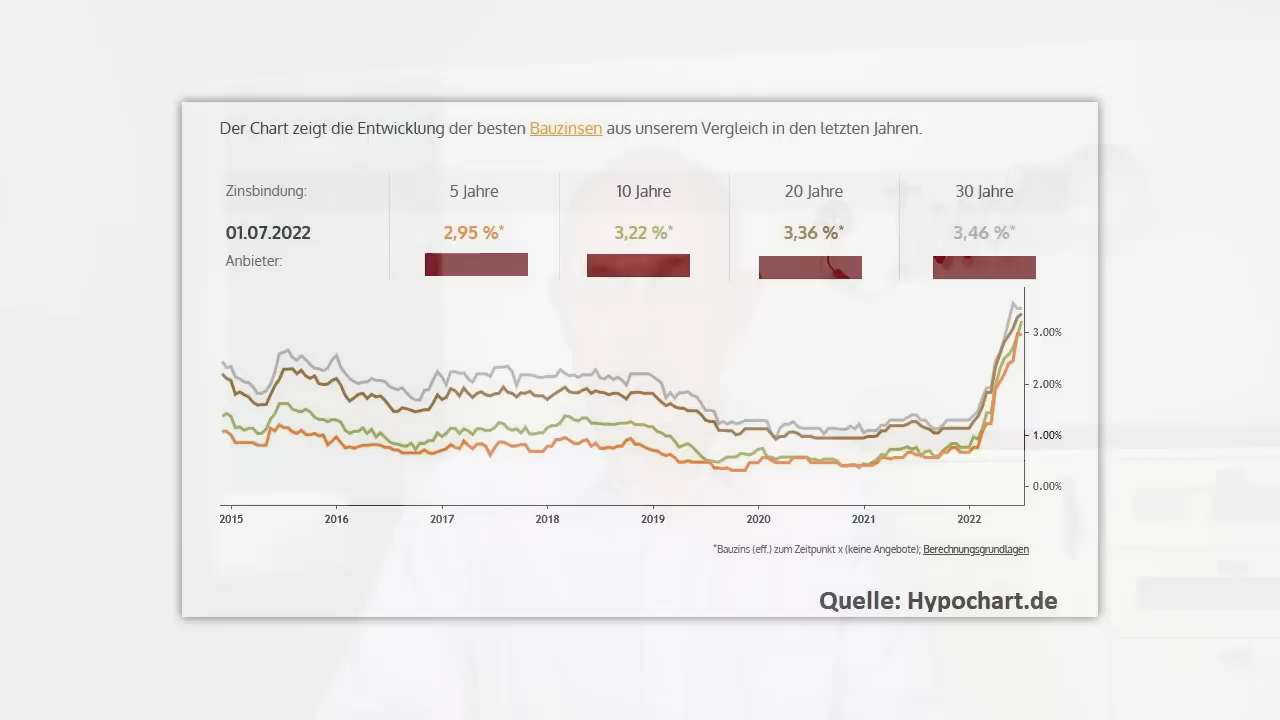 Der Chart zeigt die Entwicklung der besten Bauzinsen aus unserem Vergleich in den letzten Jahren.
Zinsbindung: 5 Jahre 10 Jahre 20 Jahre 30 Jahre
01.07.2022 2,95 %* 3,22 %* 3,36 %* 3,46 %*
Anbieter:
3.00%
2.00%
1.00%
0.00%
2015 2016 2017 2018 2019 2020 2021 2022
*Bauzins (eff.) zum Zeitpunkt x (keine Angebote); Berechnungsgrundlagen
Quelle: Hypochart.de